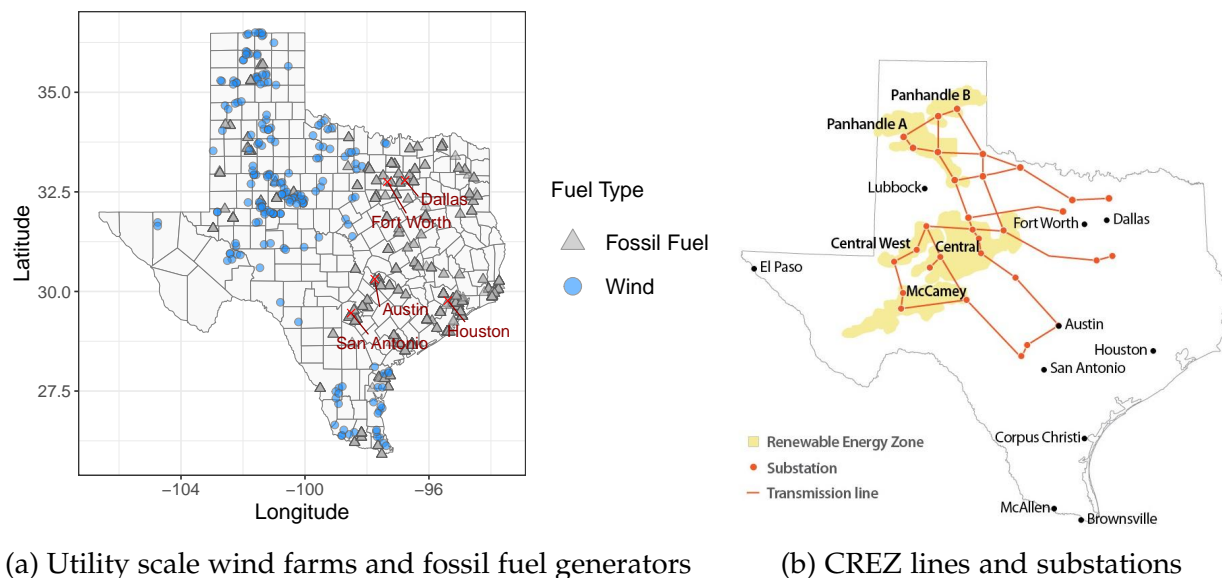 35.0
32.5
30.0
27.5
Latitude
−104
−100
−96
Longitude
Dallas
Fort Worth
Austin
San Antonio
Houston
Fuel Type
Fossil Fuel
Wind
(a) Utility scale wind farms and fossil fuel generators
Panhandle B
Panhandle A
Lubbock
Fort Worth
Dallas
Central West
Central
El Paso
McCamey
Austin
Houston
San Antonio
Corpus Christi
McAllen
Brownsville
Renewable Energy Zone
Substation
Transmission line
(b) CREZ lines and substations